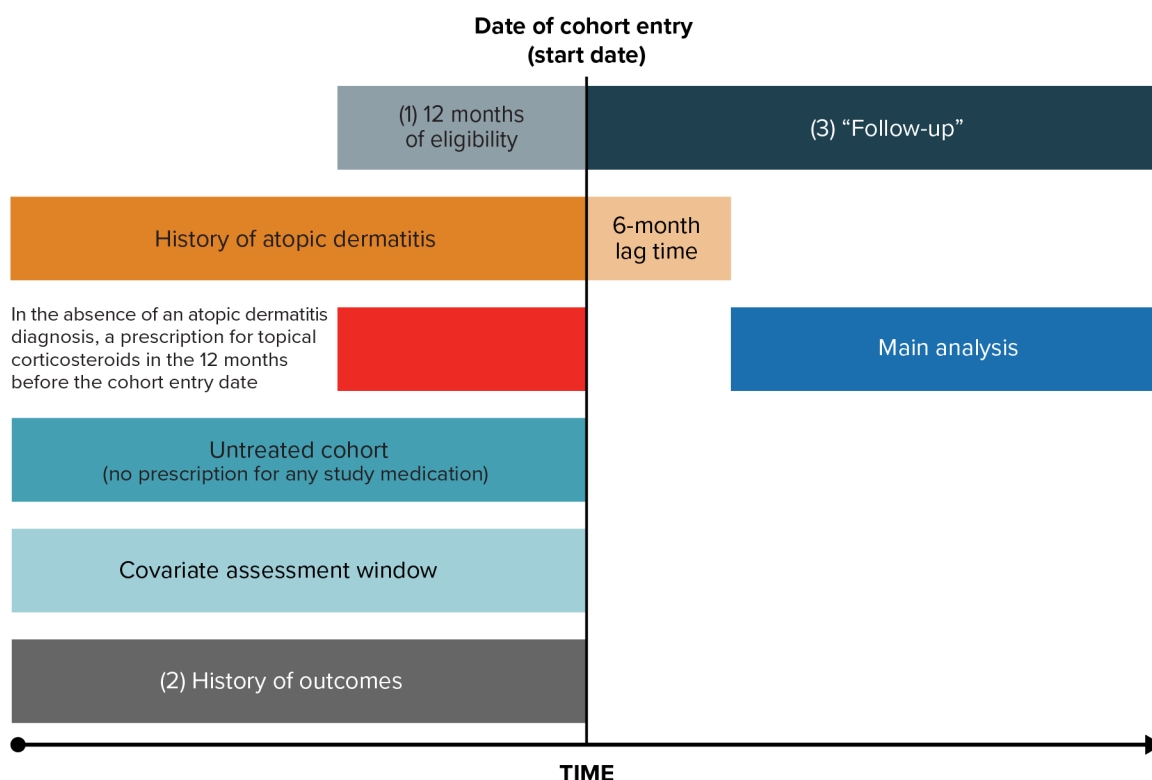 Date of cohort entry
(start date)
(1) 12 months
of eligibility
(3) “Follow-up”
History of atopic dermatitis
6-month
lag time
In the absence of an atopic dermatitis
diagnosis, a prescription for topical
corticosteroids in the 12 months
before the cohort entry date
Main analysis
Untreated cohort
(no prescription for any study medication)
Covariate assessment window
(2) History of outcomes
TIME